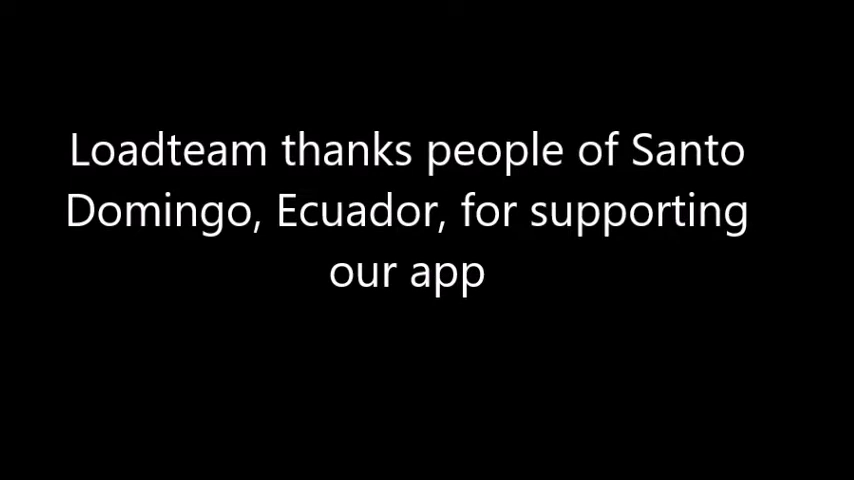 Loadteam thanks people of Santo
Domingo, Ecuador, for supporting
our app